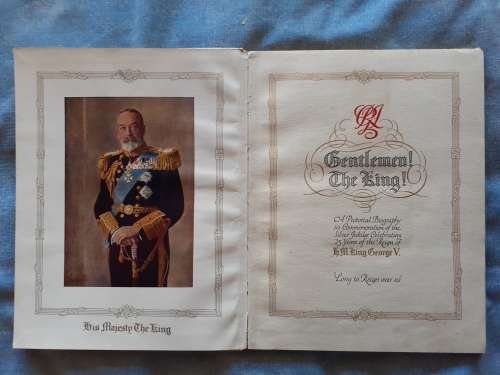 His Majesty The King
GRI
Gentlemen!
The King!
A Pictorial Biography
in Commemoration of the
Silver Jubilee Celebrating
25 Years of the Reign of
H.M. King George V.
Long to Reign over us